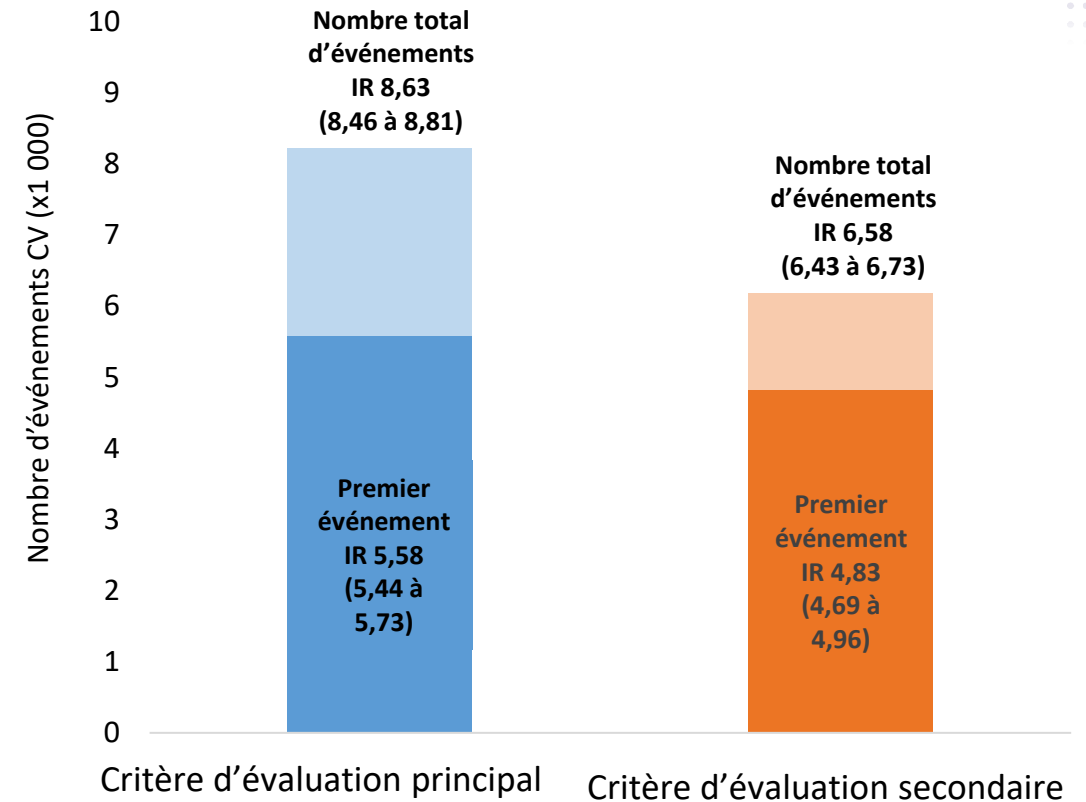 Nombre d'événements CV (x1 000)
10
9
8
7
6
5
4
3
2
1
0
Nombre total
d’événements
IR 8,63
(8,46 à 8,81)
Premier
événement
IR 5,58
(5,44 à
5,73)
Nombre total
d’événements
IR 6,58
(6,43 à 6,73)
Premier
événement
IR 4,83
(4,69 à
4,96)
Critère d’évaluation principal
Critère d’évaluation secondaire